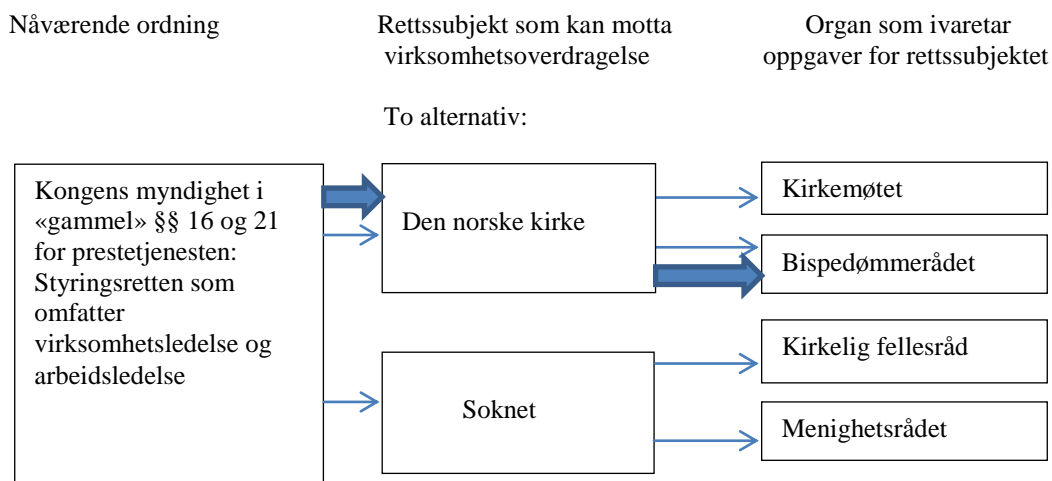 Nåværende ordning
Rettssubjekt som kan motta
virksomhetsoverdragelse
Organ som ivaretar
oppgaver for rettssubjektet
To alternativ:
Kongens myndighet i
«gammel» §§ 16 og 21
for prestetjenesten:
Styringsretten som
omfatter
virksomhetsledelse og
arbeidsledelse
Den norske kirke
Soknet
Kirkemøtet
Bispedømmerådet
Kirkelig fellesråd
Menighetsrådet